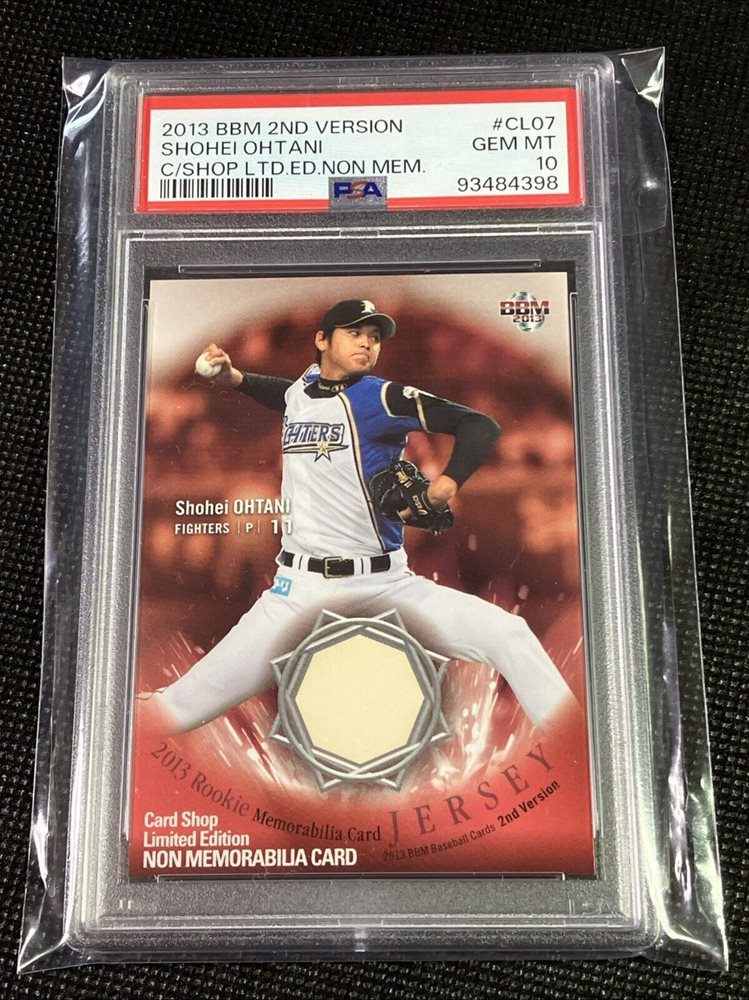 2013 BBM 2ND VERSION #CL07
SHOHEI OHTANI GEM MT
C/SHOP LTD.ED.NON MEM. 10
PSA 93484398
BBM
2013
FIGHTERS
Shohei OHTANI
FIGHTERS | P | 11
2013 Rookie Memorabilia Card JERSEY
2013 BBM Baseball Cards 2nd Version
Card Shop
Limited Edition
NON MEMORABILIA CARD